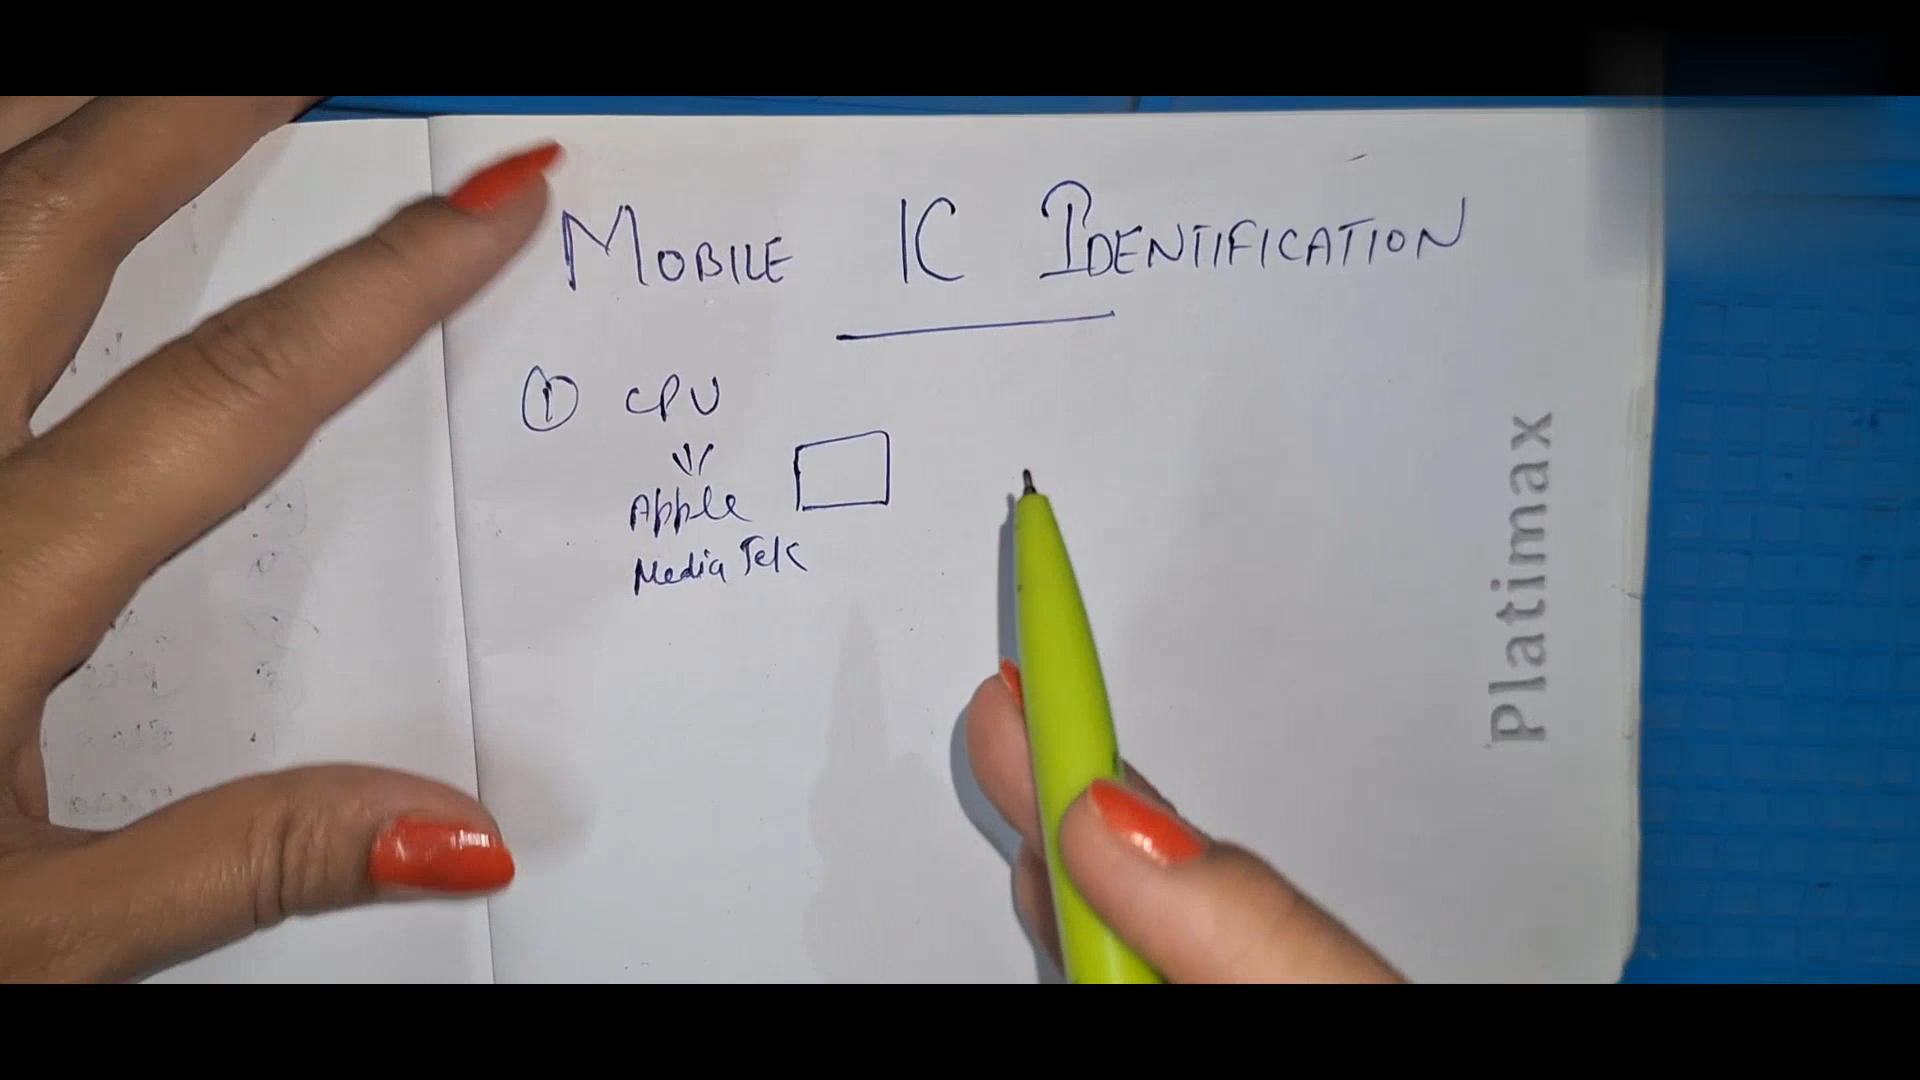 MOBILE IC IDENTIFICATION
① CPU
Apple
Media Tek
Platimax